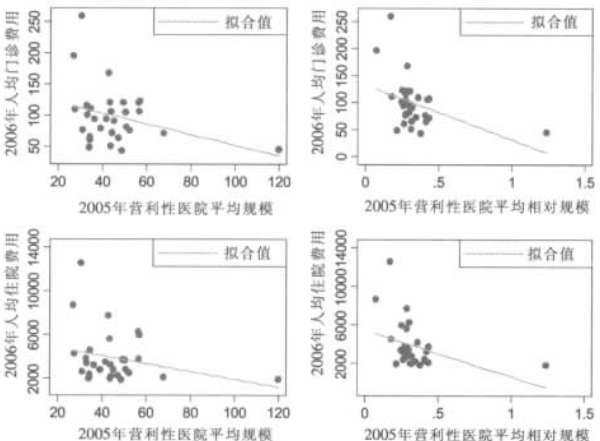 2006年人均门诊费用
250
200
150
100
50
拟合值
20 40 60 80 100 120
2005年营利性医院平均规模
2006年人均门诊费用
250
200
150
100
50
0
拟合值
0 .5 1 1.5
2005年营利性医院平均相对规模
2006年人均住院费用
14000
10000
6000
2000
拟合值
20 40 60 80 100 120
2005年营利性医院平均规模
2006年人均住院费用
14000
10000
6000
2000
拟合值
0 .5 1 1.5
2005年营利性医院平均相对规模